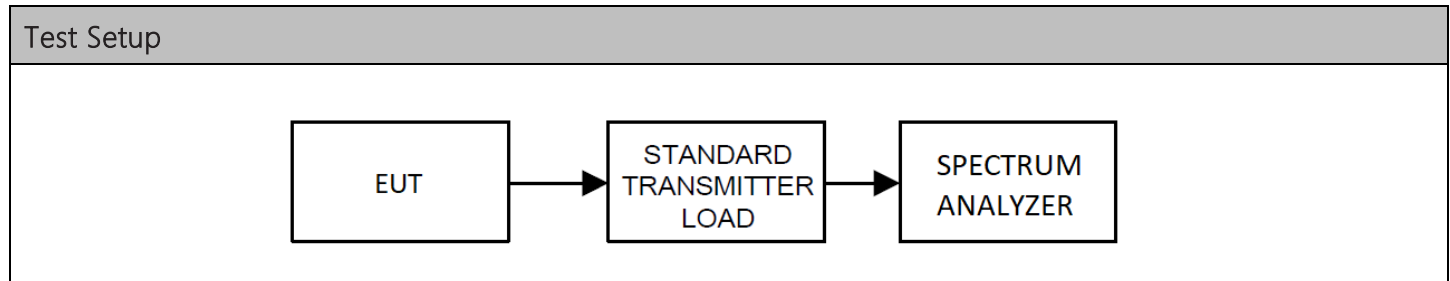 Test Setup
EUT
STANDARD
TRANSMITTER
LOAD
SPECTRUM
ANALYZER